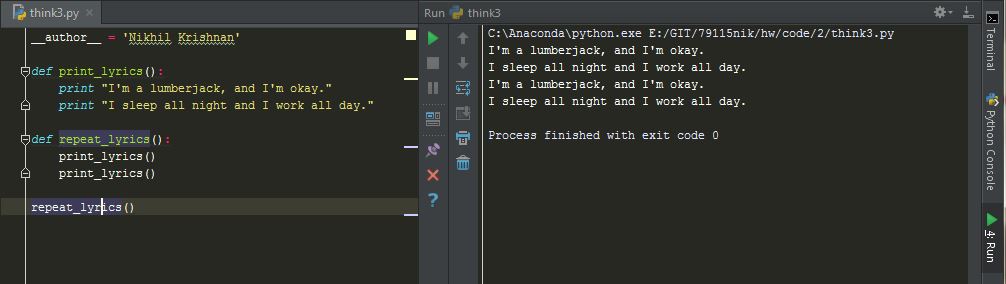 think3.py
__author__ = 'Nikhil Krishnan'
def print_lyrics():
    print "I'm a lumberjack, and I'm okay."
    print "I sleep all night and I work all day."
def repeat_lyrics():
    print_lyrics()
    print_lyrics()
repeat_lyrics()
Run think3
C:\Anaconda\python.exe E:/GIT/79115nik/hw/code/2/think3.py
I'm a lumberjack, and I'm okay.
I sleep all night and I work all day.
I'm a lumberjack, and I'm okay.
I sleep all night and I work all day.
Process finished with exit code 0
Terminal
Python Console
4: Run